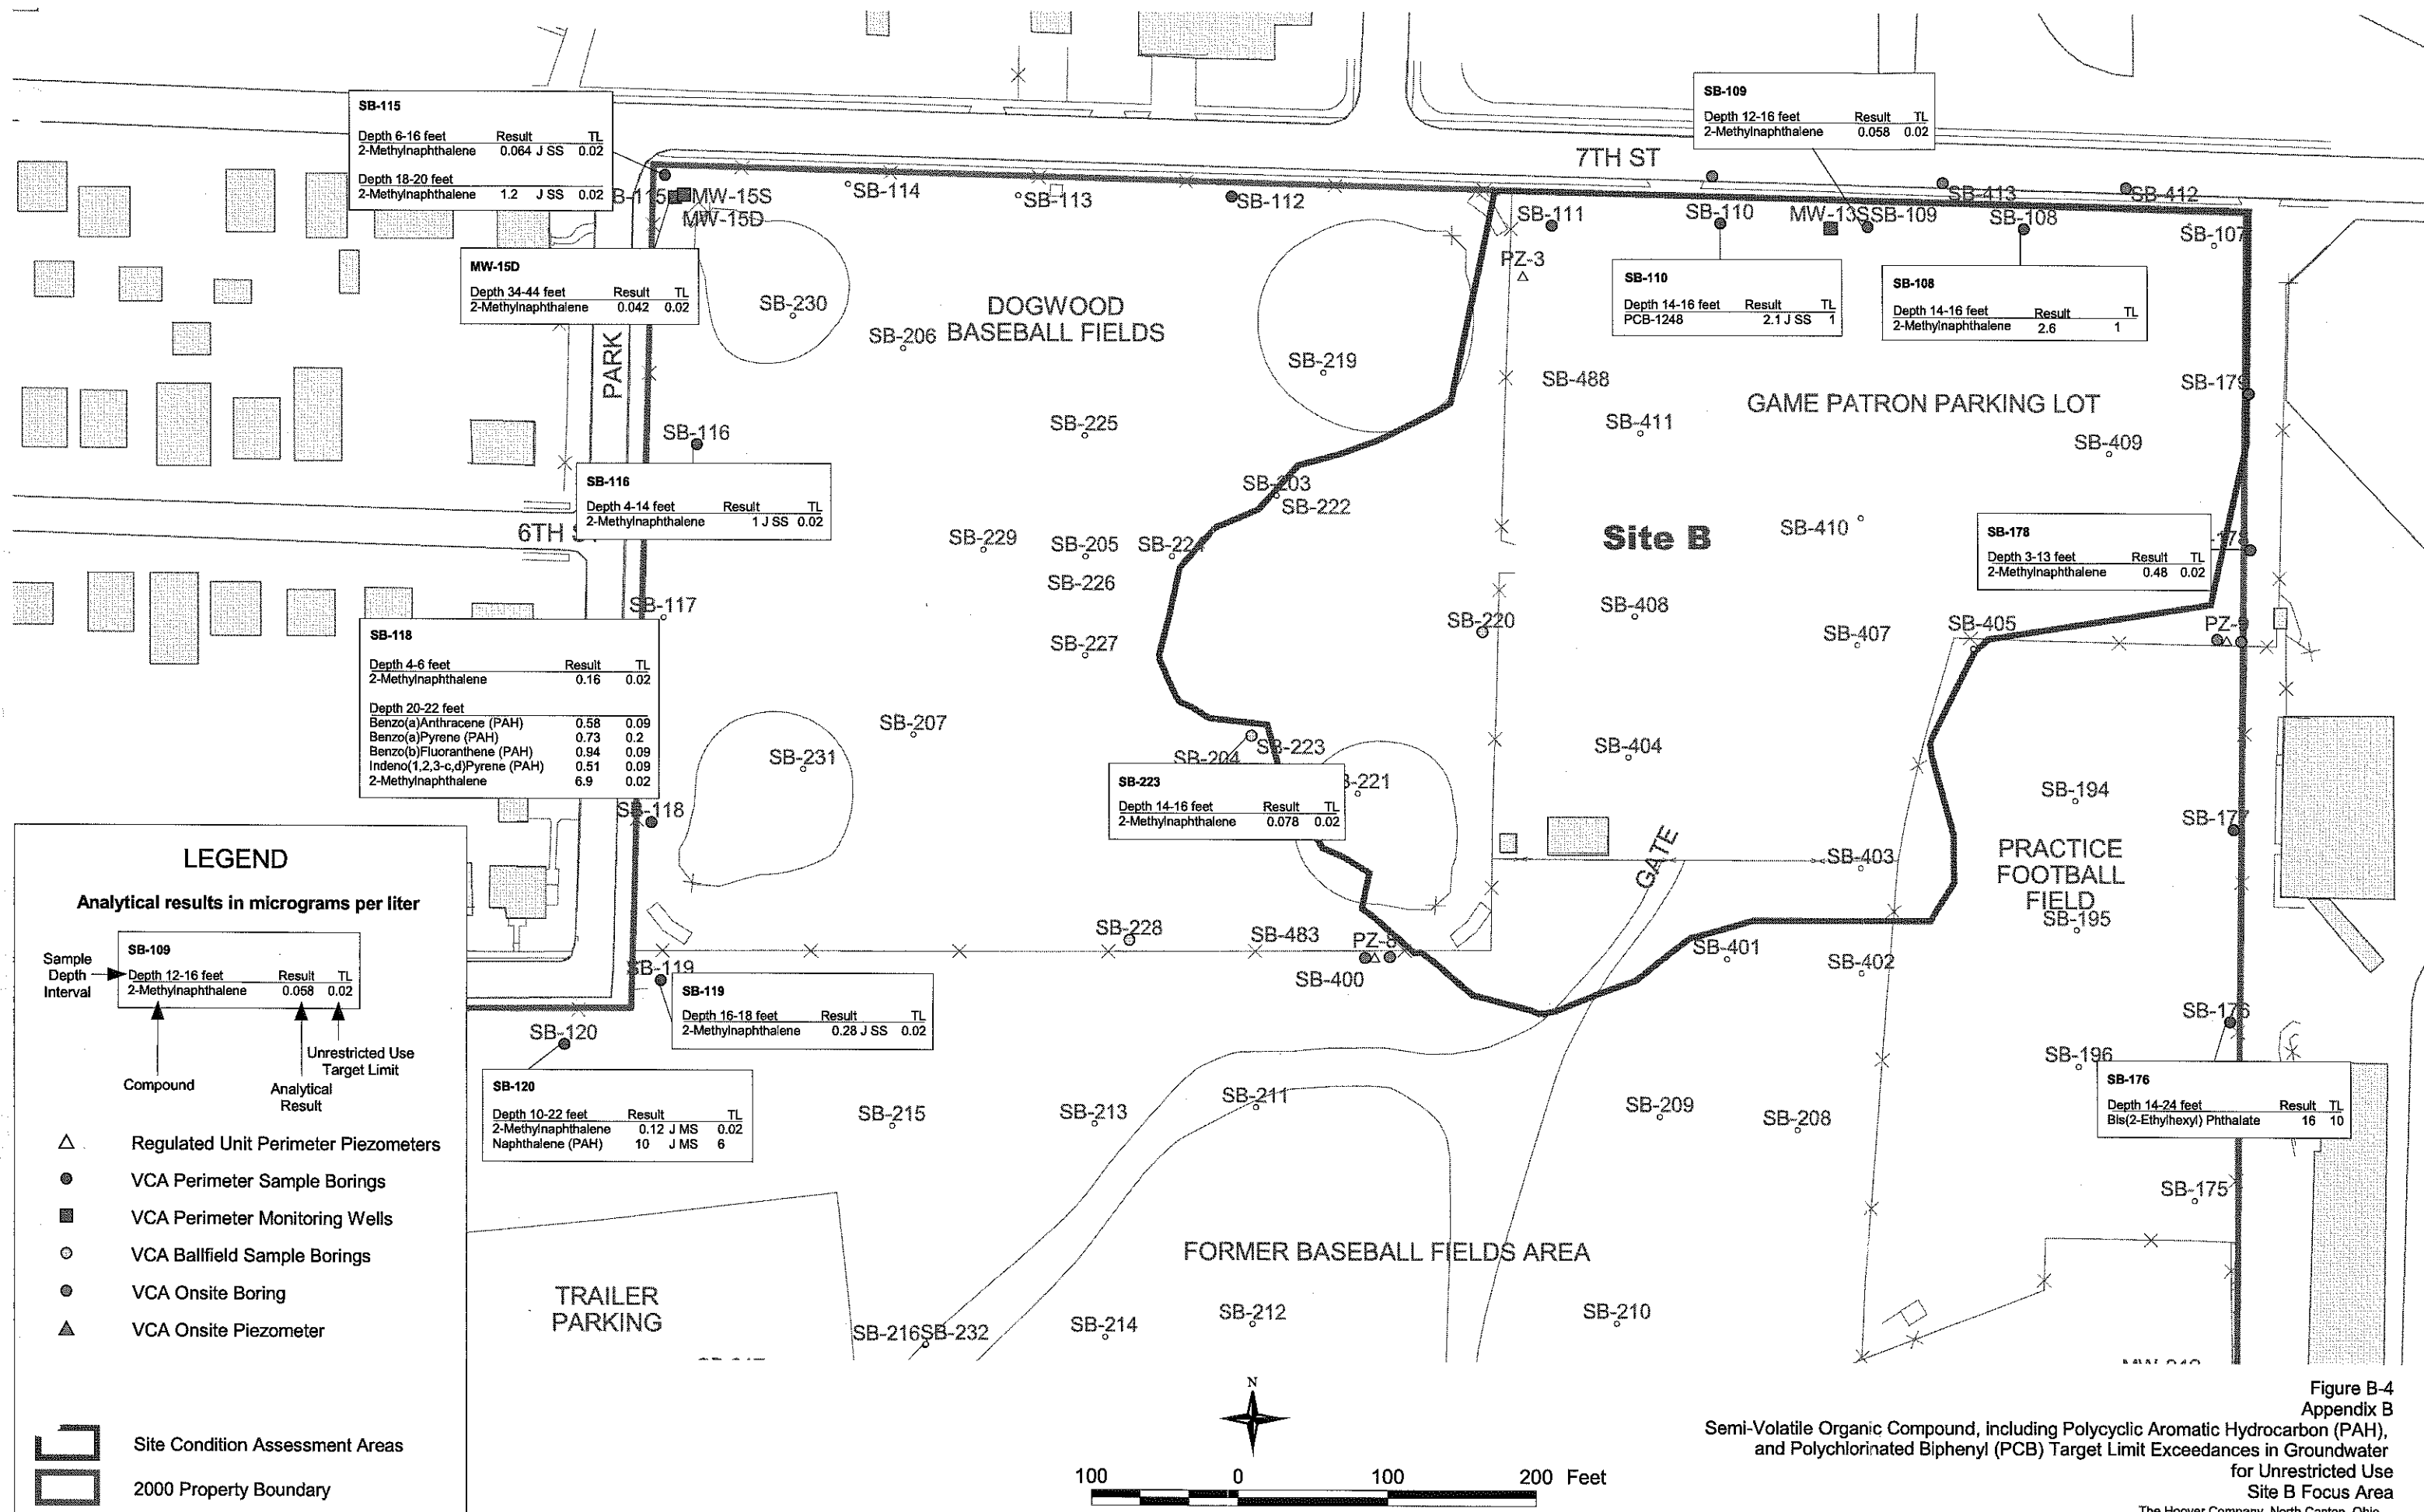 SB-109
Depth 12-16 feet Result TL
2-Methylnaphthalene 0.058 0.02
SB-115
Depth 6-16 feet Result TL
2-Methylnaphthalene 0.064 J SS 0.02
Depth 18-20 feet
2-Methylnaphthalene 1.2 J SS 0.02
7TH ST
MW-15S
MW-15D
SB-114
SB-113
SB-112
SB-111
SB-110
MW-13S
SB-109
SB-413
SB-108
SB-412
SB-107
PZ-3
MW-15D
Depth 34-44 feet Result TL
2-Methylnaphthalene 0.042 0.02
SB-110
Depth 14-16 feet Result TL
PCB-1248 2.1 J SS 1
SB-108
Depth 14-16 feet Result TL
2-Methylnaphthalene 2.6 1
SB-230
SB-206
DOGWOOD
BASEBALL FIELDS
PARK
SB-219
SB-488
SB-411
GAME PATRON PARKING LOT
SB-179
SB-409
SB-225
SB-116
SB-116
Depth 4-14 feet Result TL
2-Methylnaphthalene 1 J SS 0.02
6TH
SB-203
SB-222
SB-229
SB-205
SB-224
SB-226
Site B
SB-410
SB-178
Depth 3-13 feet Result TL
2-Methylnaphthalene 0.48 0.02
SB-117
SB-227
SB-220
SB-408
SB-407
SB-405
SB-118
Depth 4-6 feet Result TL
2-Methylnaphthalene 0.16 0.02
Depth 20-22 feet
Benzo(a)Anthracene (PAH) 0.58 0.09
Benzo(a)Pyrene (PAH) 0.73 0.2
Benzo(b)Fluoranthene (PAH) 0.94 0.09
Indeno(1,2,3-c,d)Pyrene (PAH) 0.51 0.09
2-Methylnaphthalene 6.9 0.02
SB-207
SB-231
SB-204
SB-223
SB-404
SB-223
Depth 14-16 feet Result TL
2-Methylnaphthalene 0.078 0.02
SB-194
SB-118
SB-177
PRACTICE
FOOTBALL
FIELD
SB-195
GATE
SB-403
SB-228
SB-483
PZ-8
SB-400
SB-401
SB-402
SB-119
SB-119
Depth 16-18 feet Result TL
2-Methylnaphthalene 0.28 J SS 0.02
SB-120
SB-120
Depth 10-22 feet Result TL
2-Methylnaphthalene 0.12 J MS 0.02
Naphthalene (PAH) 10 J MS 6
SB-176
SB-196
SB-176
Depth 14-24 feet Result TL
Bis(2-Ethylhexyl) Phthalate 16 10
SB-215
SB-213
SB-211
SB-209
SB-208
SB-175
FORMER BASEBALL FIELDS AREA
TRAILER
PARKING
SB-216
SB-232
SB-214
SB-212
SB-210
LEGEND
Analytical results in micrograms per liter
Sample
Depth
Interval
SB-109
Depth 12-16 feet Result TL
2-Methylnaphthalene 0.058 0.02
Compound
Analytical
Result
Unrestricted Use
Target Limit
Regulated Unit Perimeter Piezometers
VCA Perimeter Sample Borings
VCA Perimeter Monitoring Wells
VCA Ballfield Sample Borings
VCA Onsite Boring
VCA Onsite Piezometer
Site Condition Assessment Areas
2000 Property Boundary
N
100 0 100 200 Feet
Figure B-4
Appendix B
Semi-Volatile Organic Compound, including Polycyclic Aromatic Hydrocarbon (PAH),
and Polychlorinated Biphenyl (PCB) Target Limit Exceedances in Groundwater
for Unrestricted Use
Site B Focus Area
The Hoover Company, North Canton, Ohio